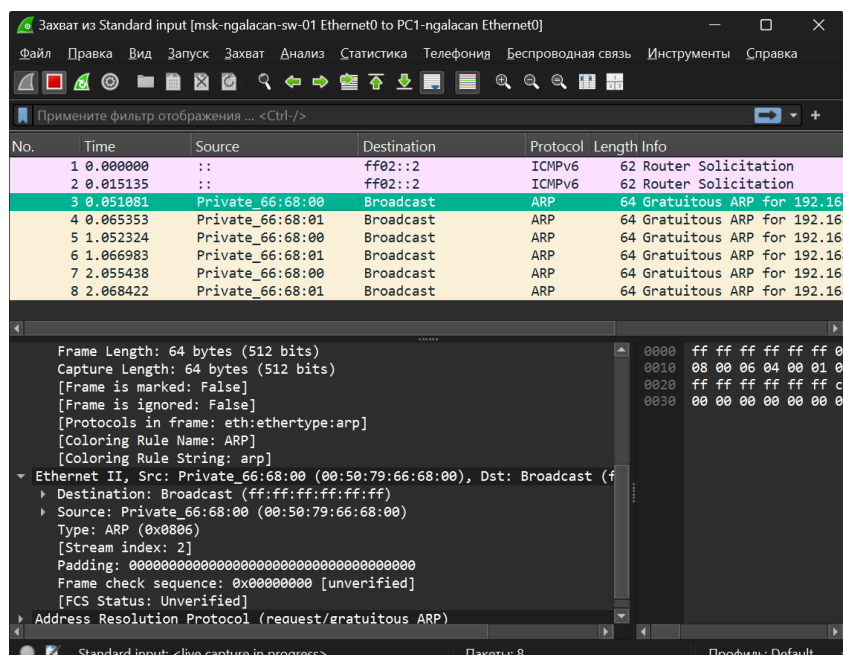 Захват из Standard input [msk-ngalacan-sw-01 Ethernet0 to PC1-ngalacan Ethernet0]
Файл Правка Вид Запуск Захват Анализ Статистика Телефония Беспроводная связь Инструменты Справка
Примените фильтр отображения ... <Ctrl-/>
No. Time Source Destination Protocol Length Info
1 0.000000 :: ff02::2 ICMPv6 62 Router Solicitation
2 0.015135 :: ff02::2 ICMPv6 62 Router Solicitation
3 0.051081 Private_66:68:00 Broadcast ARP 64 Gratuitous ARP for 192.16
4 0.065353 Private_66:68:01 Broadcast ARP 64 Gratuitous ARP for 192.16
5 1.052324 Private_66:68:00 Broadcast ARP 64 Gratuitous ARP for 192.16
6 1.066983 Private_66:68:01 Broadcast ARP 64 Gratuitous ARP for 192.16
7 2.055438 Private_66:68:00 Broadcast ARP 64 Gratuitous ARP for 192.16
8 2.068422 Private_66:68:01 Broadcast ARP 64 Gratuitous ARP for 192.16
Frame Length: 64 bytes (512 bits)
Capture Length: 64 bytes (512 bits)
[Frame is marked: False]
[Frame is ignored: False]
[Protocols in frame: eth:ethertype:arp]
[Coloring Rule Name: ARP]
[Coloring Rule String: arp]
Ethernet II, Src: Private_66:68:00 (00:50:79:66:68:00), Dst: Broadcast (f
Destination: Broadcast (ff:ff:ff:ff:ff:ff)
Source: Private_66:68:00 (00:50:79:66:68:00)
Type: ARP (0x0806)
[Stream index: 2]
Padding: 000000000000000000000000000000000000
Frame check sequence: 0x00000000 [unverified]
[FCS Status: Unverified]
Address Resolution Protocol (request/gratuitous ARP)
0000 ff ff ff ff ff ff 0
0010 08 00 06 04 00 01 0
0020 ff ff ff ff ff ff c
0030 00 00 00 00 00 00 0
Standard input: <live capture in progress> Пакеты: 8 Профиль: Default